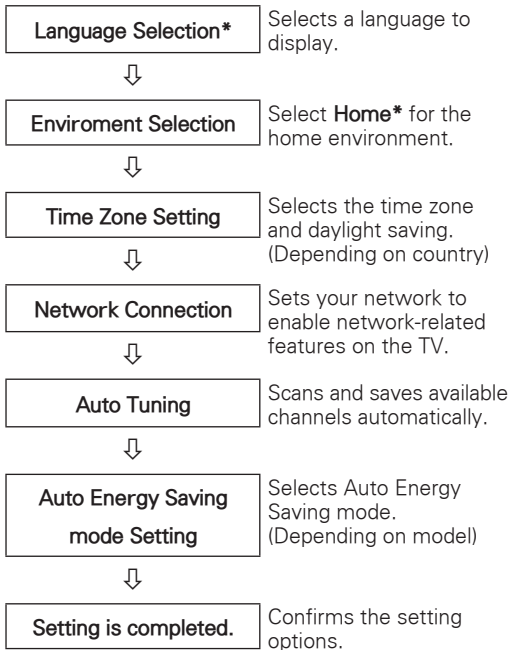 Language Selection*
Selects a language to
display.
⇩
Enviroment Selection
Select Home* for the
home environment.
⇩
Time Zone Setting
Selects the time zone
and daylight saving.
(Depending on country)
⇩
Network Connection
Sets your network to
enable network-related
features on the TV.
⇩
Auto Tuning
Scans and saves available
channels automatically.
⇩
Auto Energy Saving
mode Setting
Selects Auto Energy
Saving mode.
(Depending on model)
⇩
Setting is completed.
Confirms the setting
options.